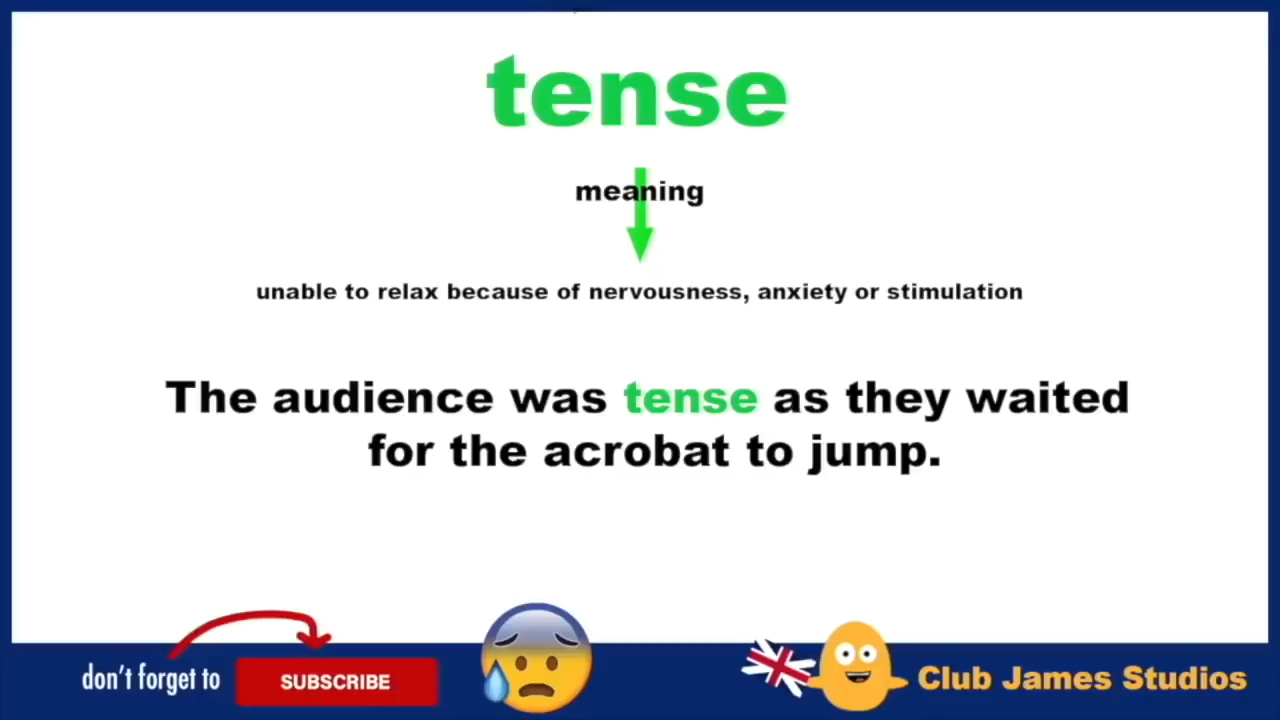 tense
meaning
unable to relax because of nervousness, anxiety or stimulation
The audience was tense as they waited
for the acrobat to jump.
don't forget to SUBSCRIBE
Club James Studios